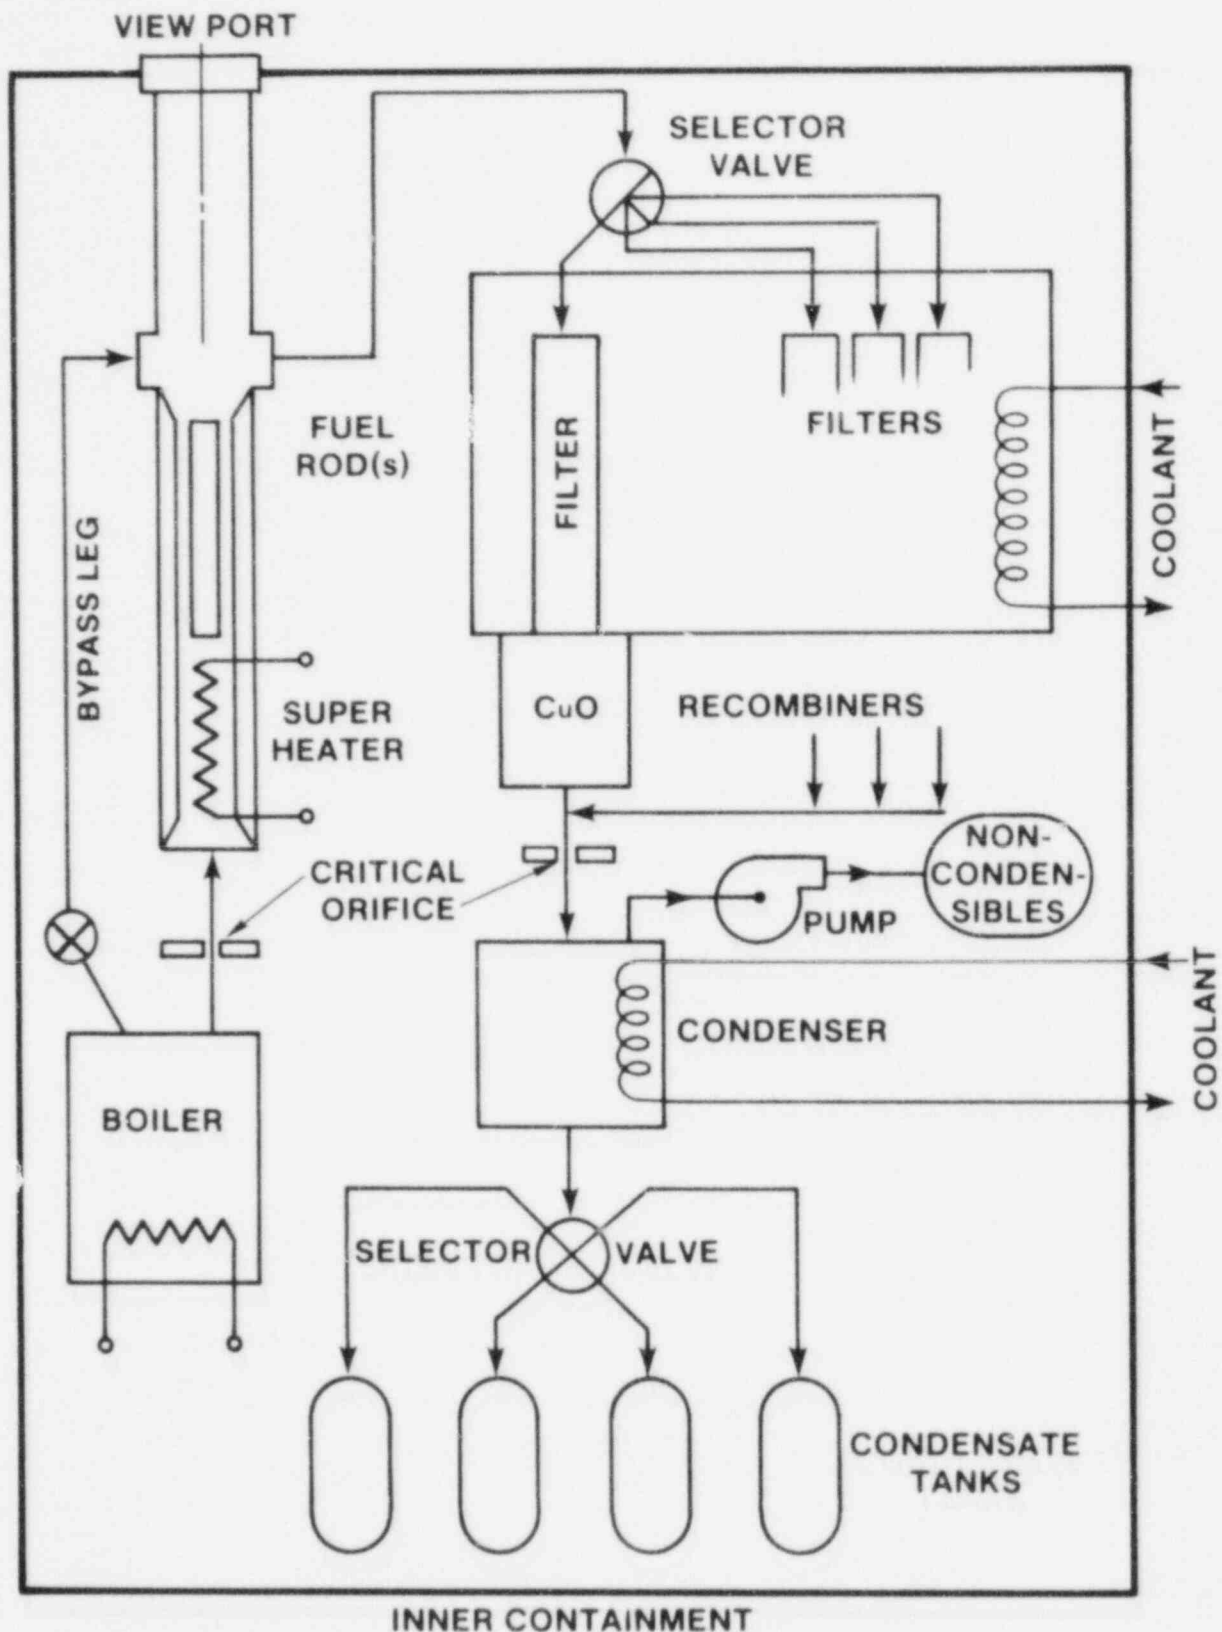 VIEW PORT
SELECTOR
VALVE
FUEL
ROD(s)
FILTER
FILTERS
COOLANT
BYPASS LEG
SUPER
HEATER
CuO
RECOMBINERS
CRITICAL
ORIFICE
PUMP
NON-
CONDEN-
SIBLES
CONDENSER
COOLANT
BOILER
SELECTOR VALVE
CONDENSATE
TANKS
INNER CONTAINMENT